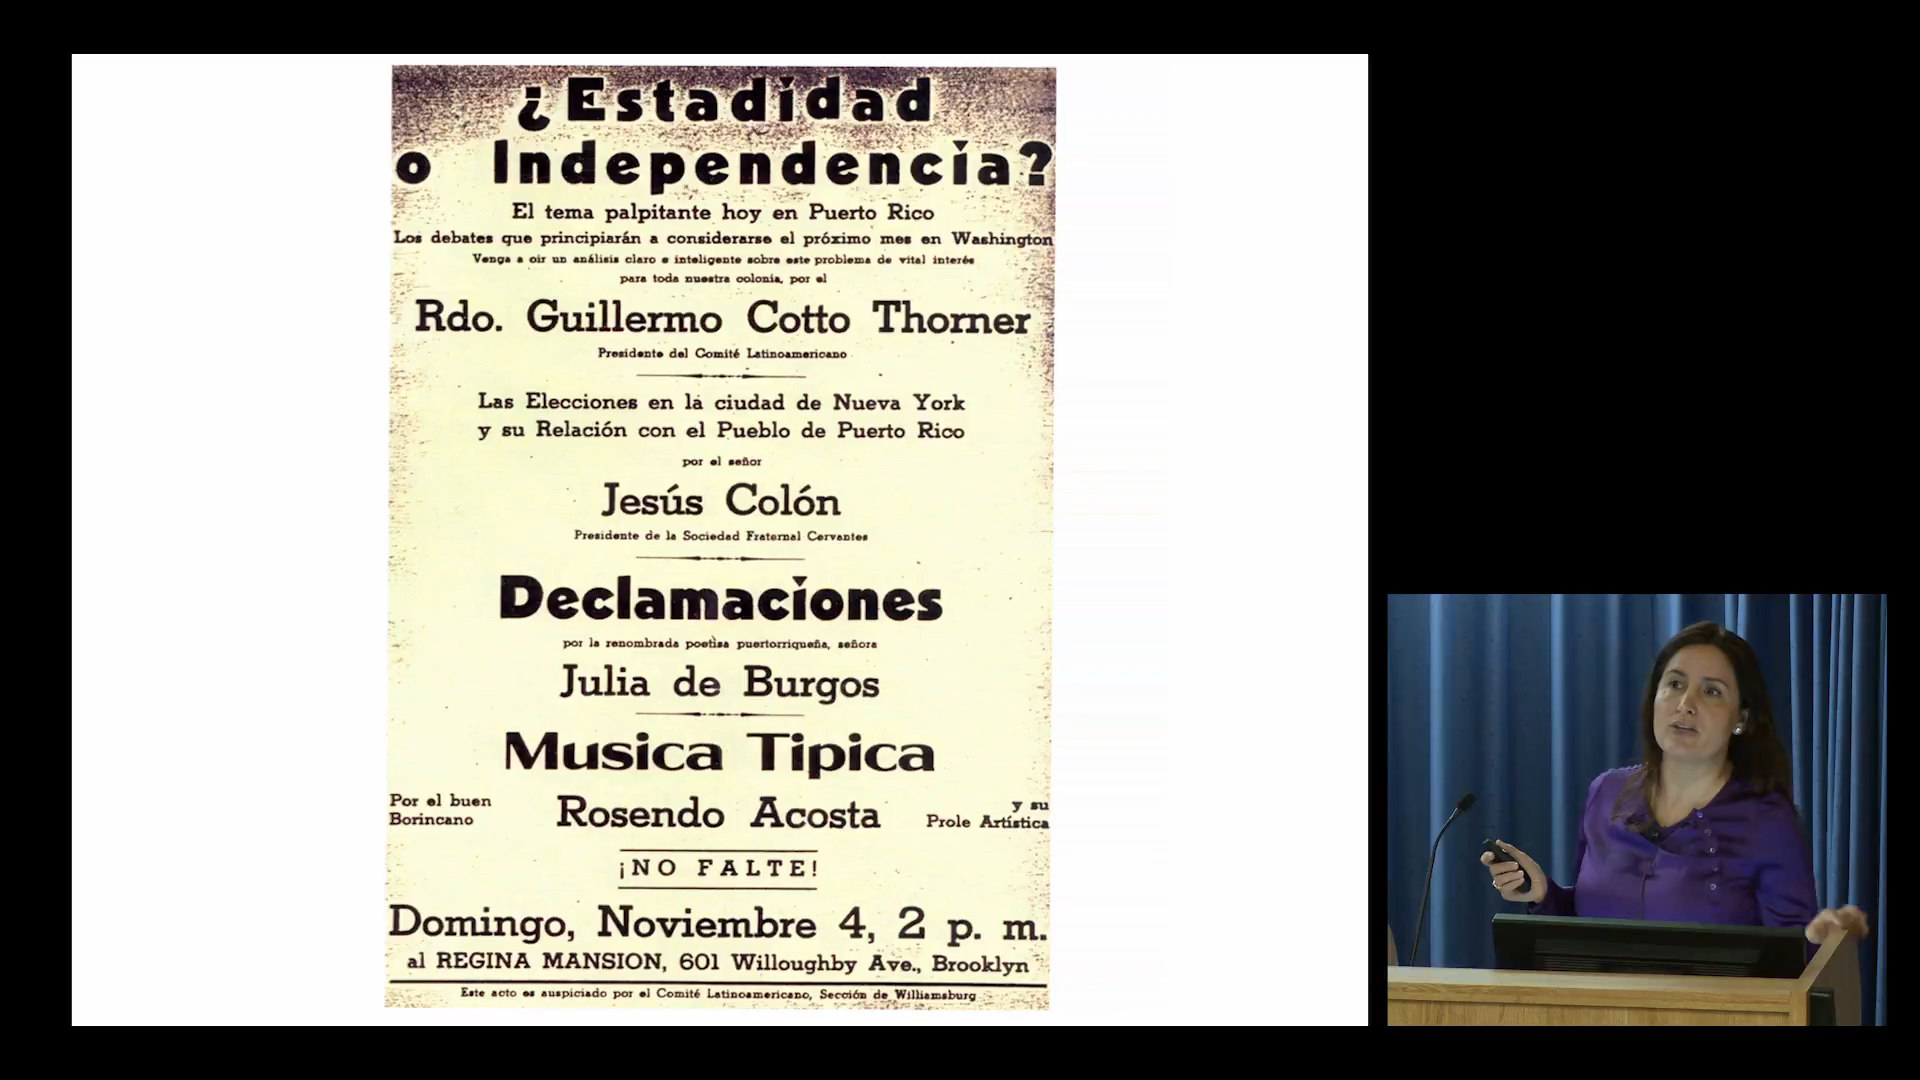 ¿Estadidad
o Independencia?
El tema palpitante hoy en Puerto Rico
Los debates que principiarán a considerarse el próximo mes en Washington
Venga a oir un análisis claro e inteligente sobre este problema de vital interés
para toda nuestra colonia, por el
Rdo. Guillermo Cotto Thorner
Presidente del Comité Latinoamericano
Las Elecciones en la ciudad de Nueva York
y su Relación con el Pueblo de Puerto Rico
por el señor
Jesús Colón
Presidente de la Sociedad Fraternal Cervantes
Declamaciones
por la renombrada poetisa puertorriqueña, señora
Julia de Burgos
Musica Tipica
Por el buen
Borincano
Rosendo Acosta
y su
Prole Artística
¡NO FALTE!
Domingo, Noviembre 4, 2 p. m.
al REGINA MANSION, 601 Willoughby Ave., Brooklyn
Este acto es auspiciado por el Comité Latinoamericano, Sección de Williamsburg